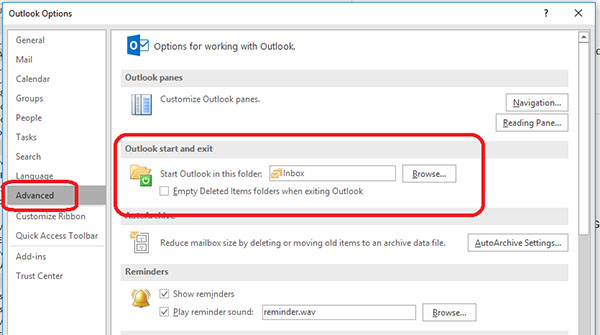 Outlook Options
?
General
Mail
Calendar
Groups
People
Tasks
Search
Language
Advanced
Customize Ribbon
Quick Access Toolbar
Add-ins
Trust Center
Options for working with Outlook.
Outlook panes
Customize Outlook panes.
Navigation...
Reading Pane...
Outlook start and exit
Start Outlook in this folder: Inbox Browse...
Empty Deleted Items folders when exiting Outlook
AutoArchive
Reduce mailbox size by deleting or moving old items to an archive data file. AutoArchive Settings...
Reminders
Show reminders
Play reminder sound: reminder.wav Browse...